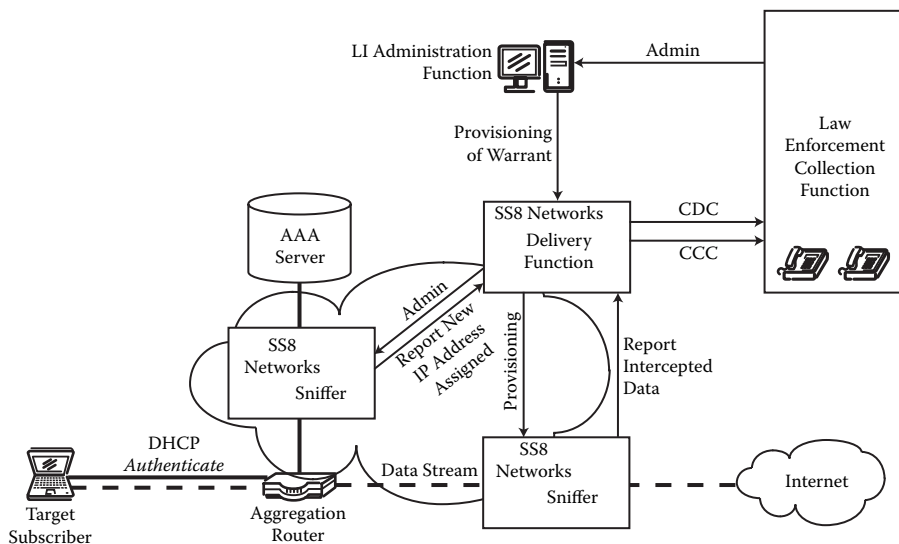 LI Administration
Function
Admin
Provisioning
of Warrant
Law
Enforcement
Collection
Function
SS8 Networks
Delivery
Function
CDC
CCC
AAA
Server
Admin
Report New
IP Address
Assigned
SS8
Networks
Sniffer
Provisioning
Report
Intercepted
Data
DHCP
Authenticate
Data Stream
SS8
Networks
Sniffer
Internet
Target
Subscriber
Aggregation
Router